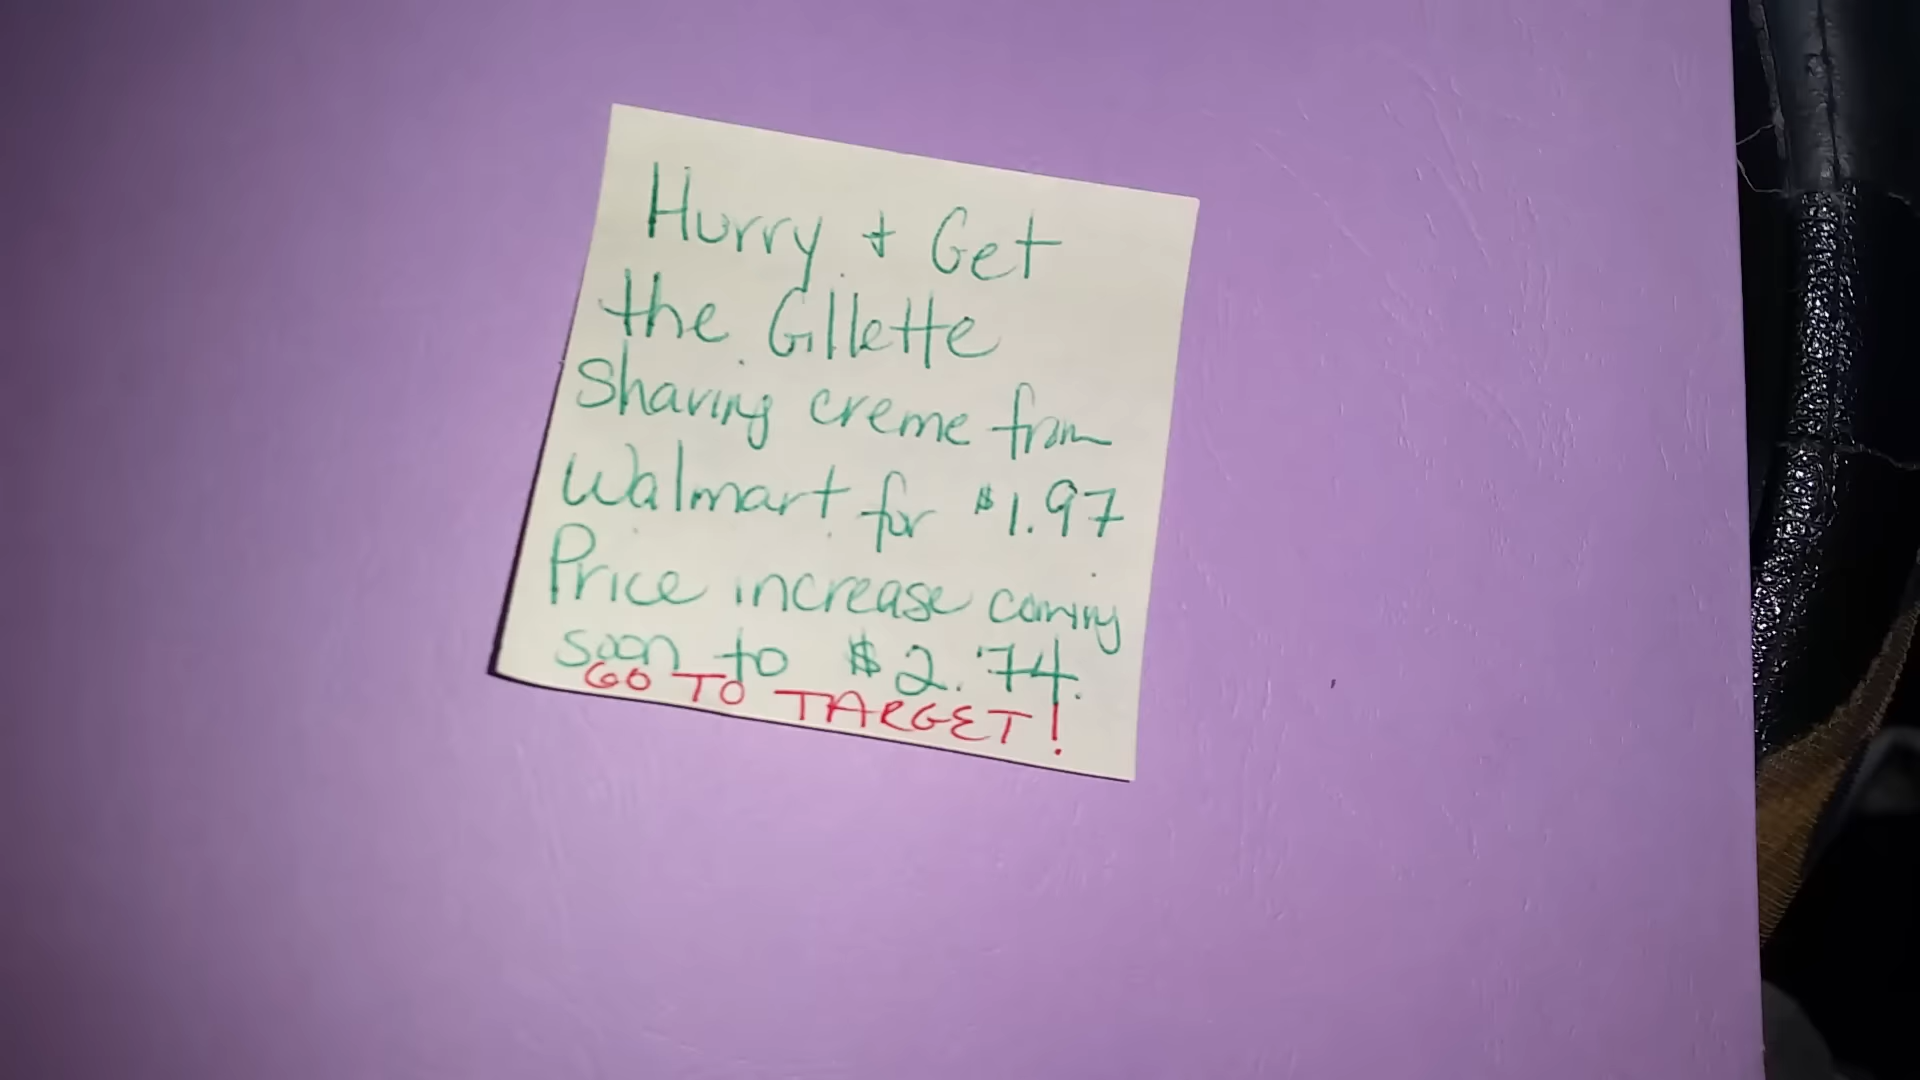 Hurry + Get
the Gillette
Shaving creme from
Walmart for $1.97
Price increase coming
soon to $2.74.
GO TO TARGET!